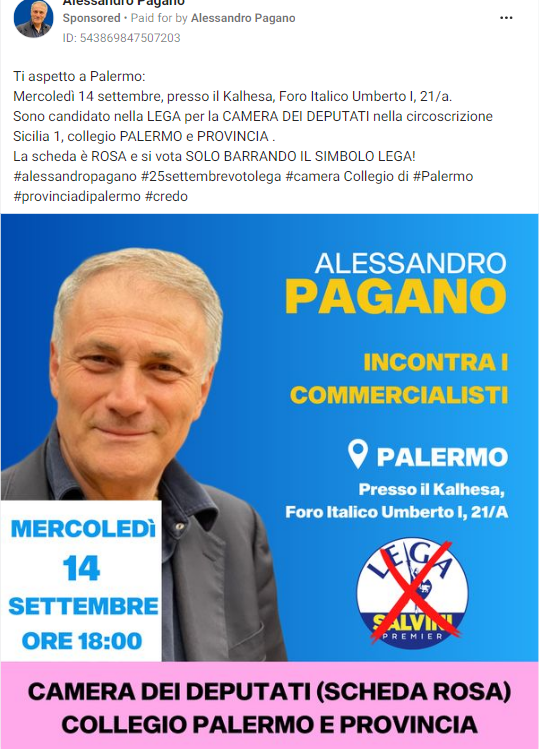 Alessandro Pagano
Sponsored • Paid for by Alessandro Pagano
ID: 543869847507203
Ti aspetto a Palermo:
Mercoledì 14 settembre, presso il Kalhesa, Foro Italico Umberto I, 21/a.
Sono candidato nella LEGA per la CAMERA DEI DEPUTATI nella circoscrizione
Sicilia 1, collegio PALERMO e PROVINCIA .
La scheda è ROSA e si vota SOLO BARRANDO IL SIMBOLO LEGA!
#alessandropagano #25settembrevotolega #camera Collegio di #Palermo
#provinciadipalermo #credo
ALESSANDRO
PAGANO
INCONTRA I
COMMERCIALISTI
PALERMO
Presso il Kalhesa,
Foro Italico Umberto I, 21/A
MERCOLEDì
14
SETTEMBRE
ORE 18:00
LEGA
SALVINI
PREMIER
CAMERA DEI DEPUTATI (SCHEDA ROSA)
COLLEGIO PALERMO E PROVINCIA